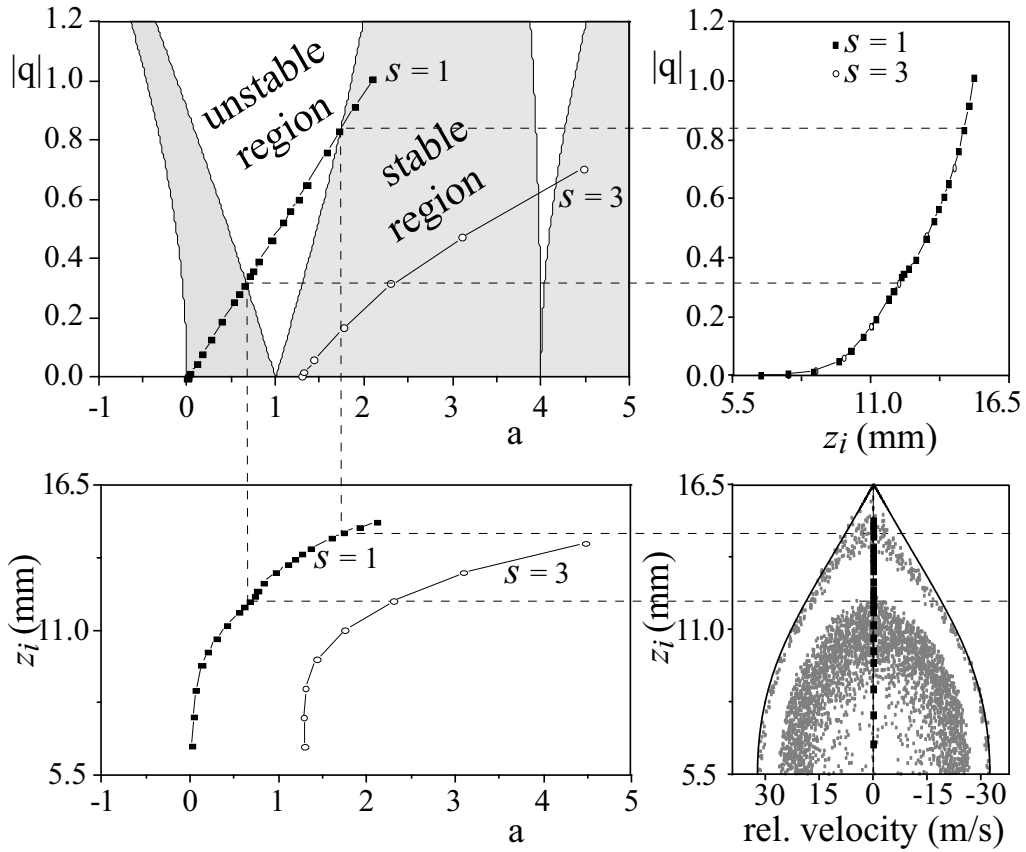 1.2
1.0
0.8
0.6
0.4
0.2
0.0
|q|
unstable
region
s = 1
stable
region
s = 3
-1
0
1
2
3
4
5
a
1.2
1.0
0.8
0.6
0.4
0.2
0.0
|q|
s = 1
s = 3
5.5
11.0
16.5
zi (mm)
16.5
11.0
5.5
zi (mm)
s = 1
s = 3
-1
0
1
2
3
4
5
a
16.5
11.0
5.5
zi (mm)
30
15
0
-15
-30
rel. velocity (m/s)